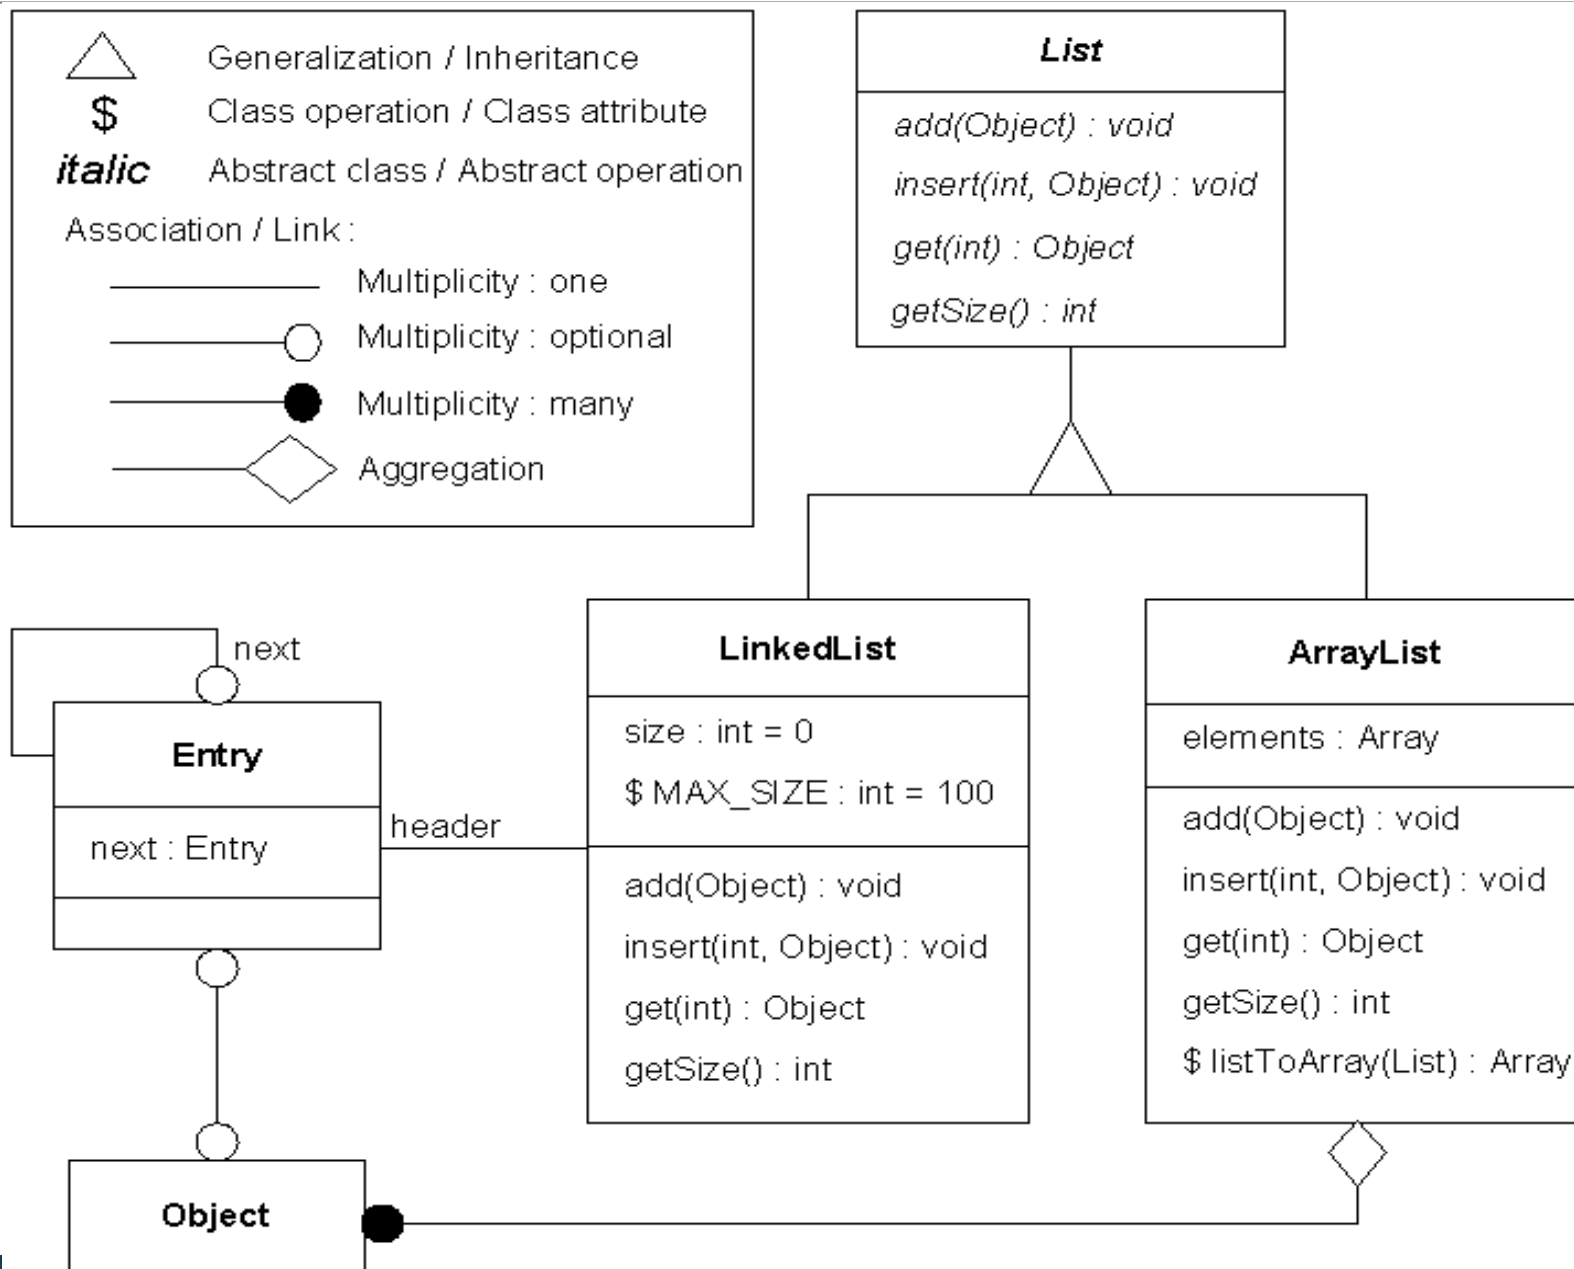 Generalization / Inheritance
$ Class operation / Class attribute
italic Abstract class / Abstract operation
Association / Link :
Multiplicity : one
Multiplicity : optional
Multiplicity : many
Aggregation
List
add(Object) : void
insert(int, Object) : void
get(int) : Object
getSize() : int
next
Entry
next : Entry
header
LinkedList
size : int = 0
$ MAX_SIZE : int = 100
add(Object) : void
insert(int, Object) : void
get(int) : Object
getSize() : int
ArrayList
elements : Array
add(Object) : void
insert(int, Object) : void
get(int) : Object
getSize() : int
$ listToArray(List) : Array
Object